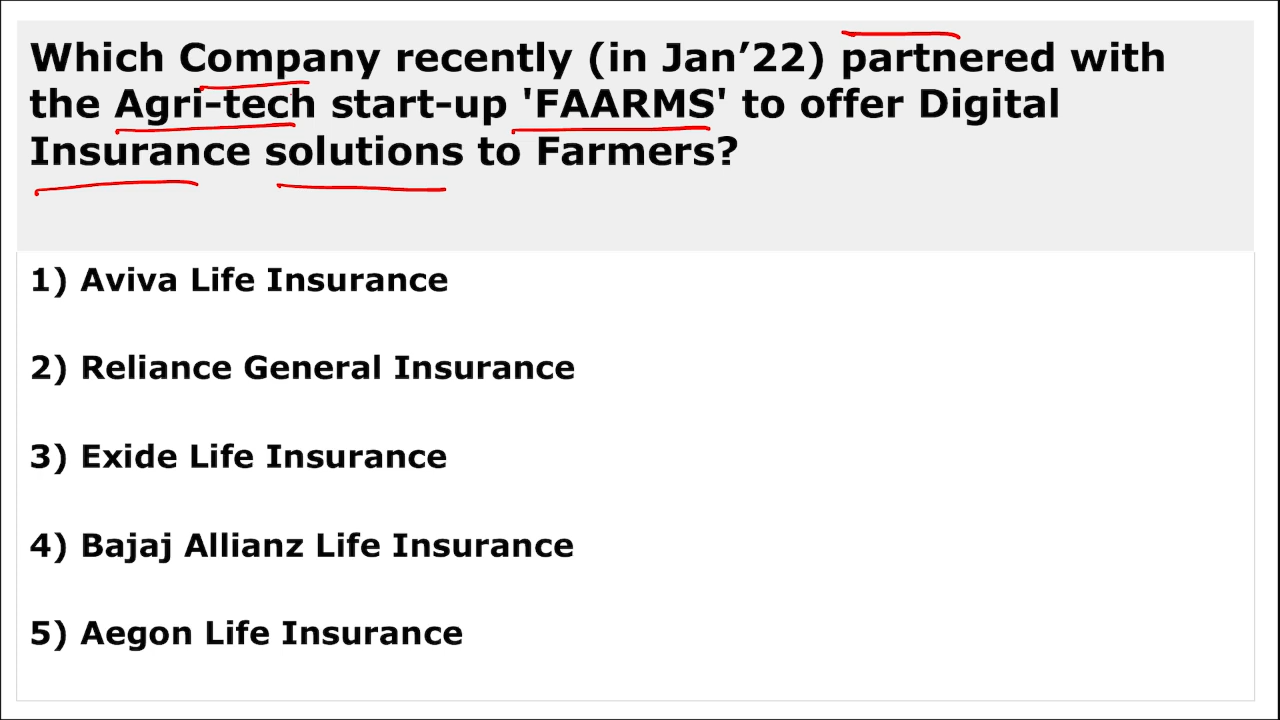 Which Company recently (in Jan’22) partnered with
the Agri-tech start-up 'FAARMS' to offer Digital
Insurance solutions to Farmers?
1) Aviva Life Insurance
2) Reliance General Insurance
3) Exide Life Insurance
4) Bajaj Allianz Life Insurance
5) Aegon Life Insurance